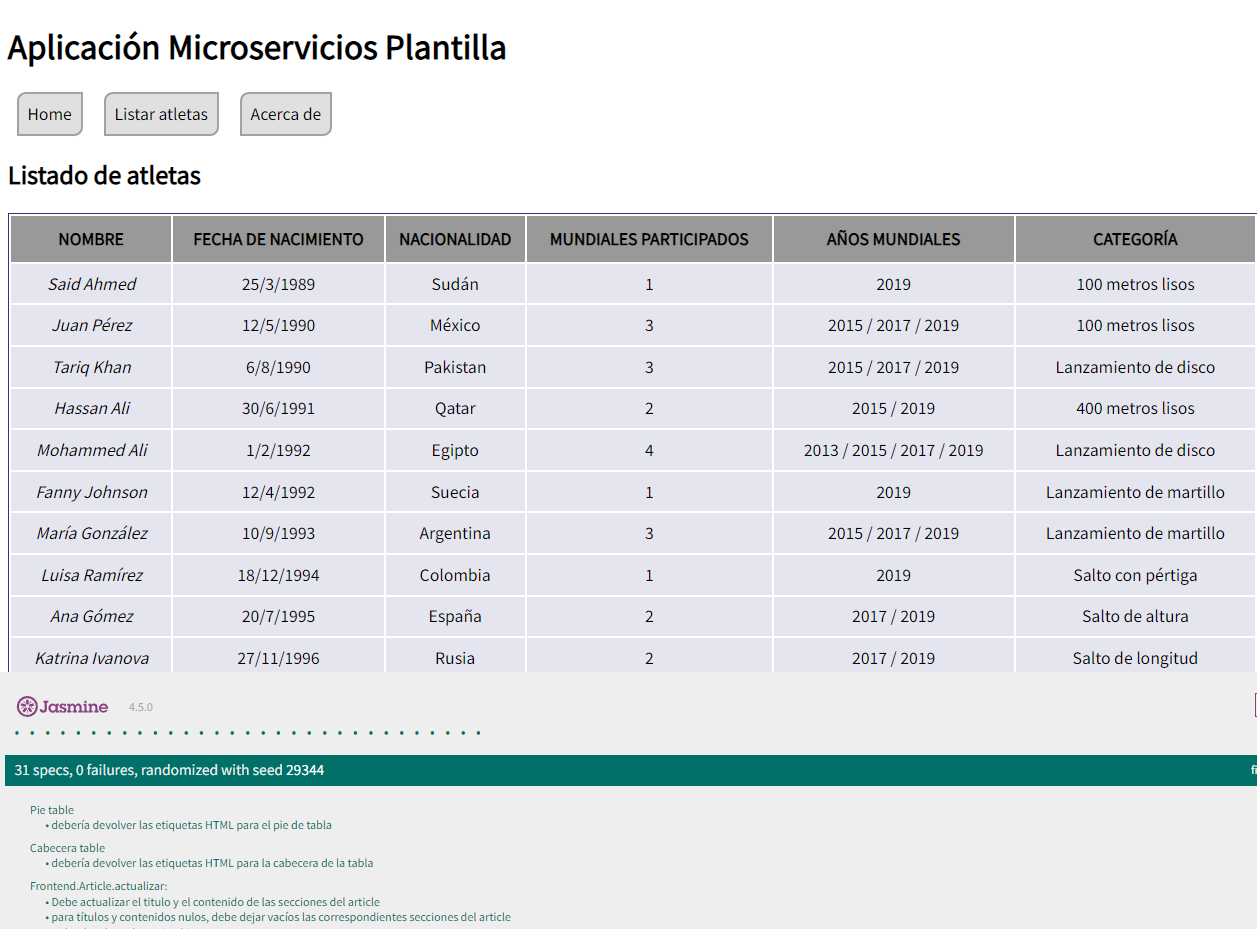 Aplicación Microservicios Plantilla
Home Listar atletas Acerca de
Listado de atletas
NOMBRE FECHA DE NACIMIENTO NACIONALIDAD MUNDIALES PARTICIPADOS AÑOS MUNDIALES CATEGORÍA
Said Ahmed 25/3/1989 Sudán 1 2019 100 metros lisos
Juan Pérez 12/5/1990 México 3 2015 / 2017 / 2019 100 metros lisos
Tariq Khan 6/8/1990 Pakistan 3 2015 / 2017 / 2019 Lanzamiento de disco
Hassan Ali 30/6/1991 Qatar 2 2015 / 2019 400 metros lisos
Mohammed Ali 1/2/1992 Egipto 4 2013 / 2015 / 2017 / 2019 Lanzamiento de disco
Fanny Johnson 12/4/1992 Suecia 1 2019 Lanzamiento de martillo
María González 10/9/1993 Argentina 3 2015 / 2017 / 2019 Lanzamiento de martillo
Luisa Ramírez 18/12/1994 Colombia 1 2019 Salto con pértiga
Ana Gómez 20/7/1995 España 2 2017 / 2019 Salto de altura
Katrina Ivanova 27/11/1996 Rusia 2 2017 / 2019 Salto de longitud
Jasmine 4.5.0
31 specs, 0 failures, randomized with seed 29344
Pie table
• debería devolver las etiquetas HTML para el pie de tabla
Cabecera table
• debería devolver las etiquetas HTML para la cabecera de la tabla
Frontend.Article.actualizar:
• Debe actualizar el titulo y el contenido de las secciones del article
• para títulos y contenidos nulos, debe dejar vacíos las correspondientes secciones del article